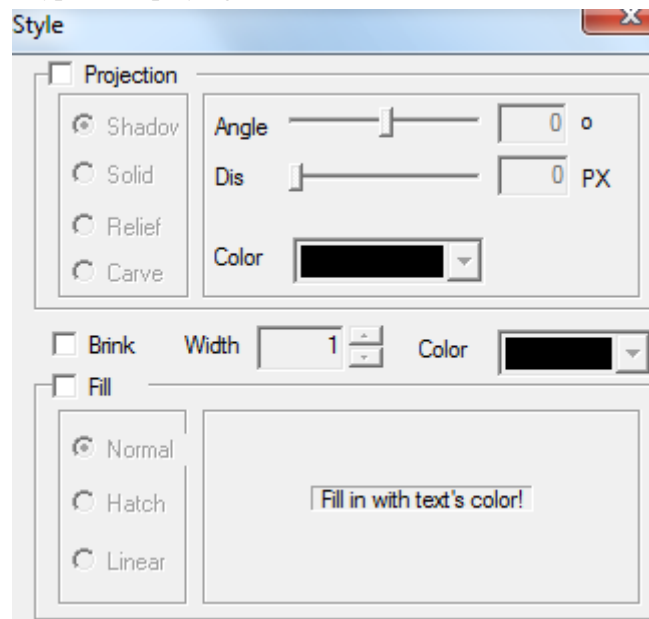 Style
Projection
Shadov
Angle 0 o
Solid
Dis 0 PX
Relief
Color
Carve
Brink Width 1 Color
Fill
Normal
Hatch
Fill in with text's color!
Linear